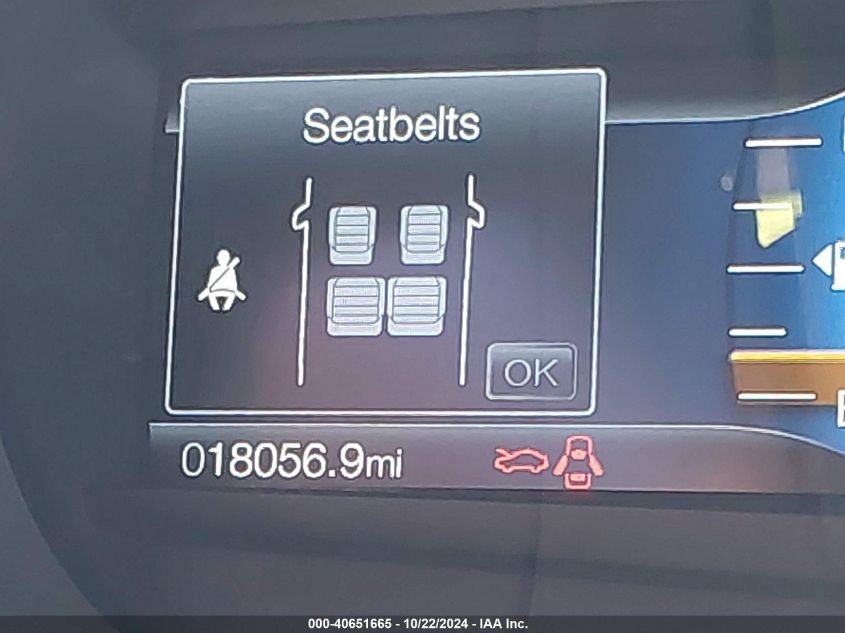 Seatbelts
OK
018056.9mi
000-40651665 - 10/22/2024 - IAA Inc.